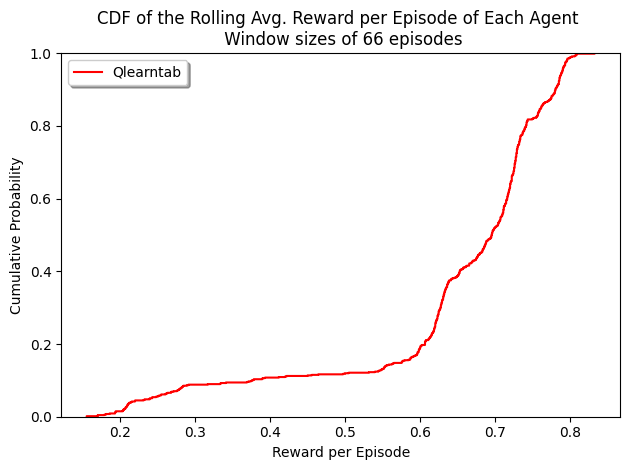 CDF of the Rolling Avg. Reward per Episode of Each Agent
Window sizes of 66 episodes
Qlearntab
Cumulative Probability
1.0
0.8
0.6
0.4
0.2
0.0
0.2 0.3 0.4 0.5 0.6 0.7 0.8
Reward per Episode